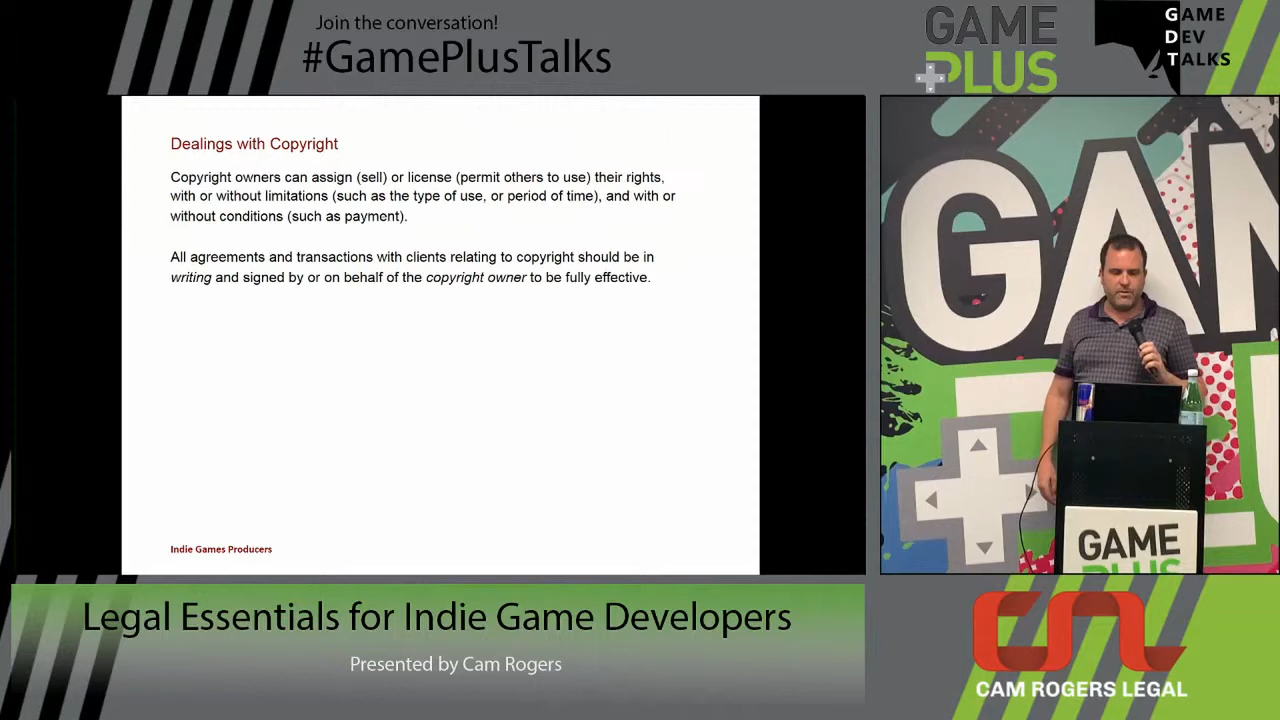 Join the conversation!
#GamePlusTalks
GAME
PLUS
GAME
DEV
TALKS
Dealings with Copyright
Copyright owners can assign (sell) or license (permit others to use) their rights,
with or without limitations (such as the type of use, or period of time), and with or
without conditions (such as payment).
All agreements and transactions with clients relating to copyright should be in
writing and signed by or on behalf of the copyright owner to be fully effective.
Indie Games Producers
GAM
GAME
PLUS
Legal Essentials for Indie Game Developers
Presented by Cam Rogers
CAM ROGERS LEGAL